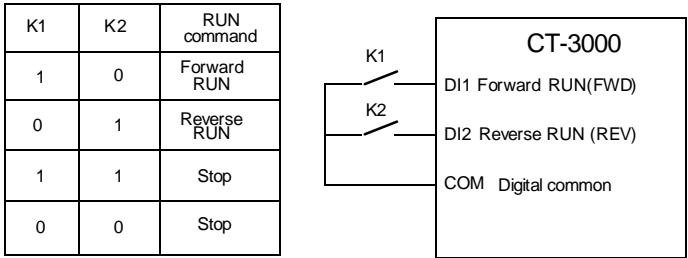 K1 K2 RUN
command
1 0 Forward
RUN
0 1 Reverse
RUN
1 1 Stop
0 0 Stop
CT-3000
K1
DI1 Forward RUN(FWD)
K2
DI2 Reverse RUN (REV)
COM Digital common